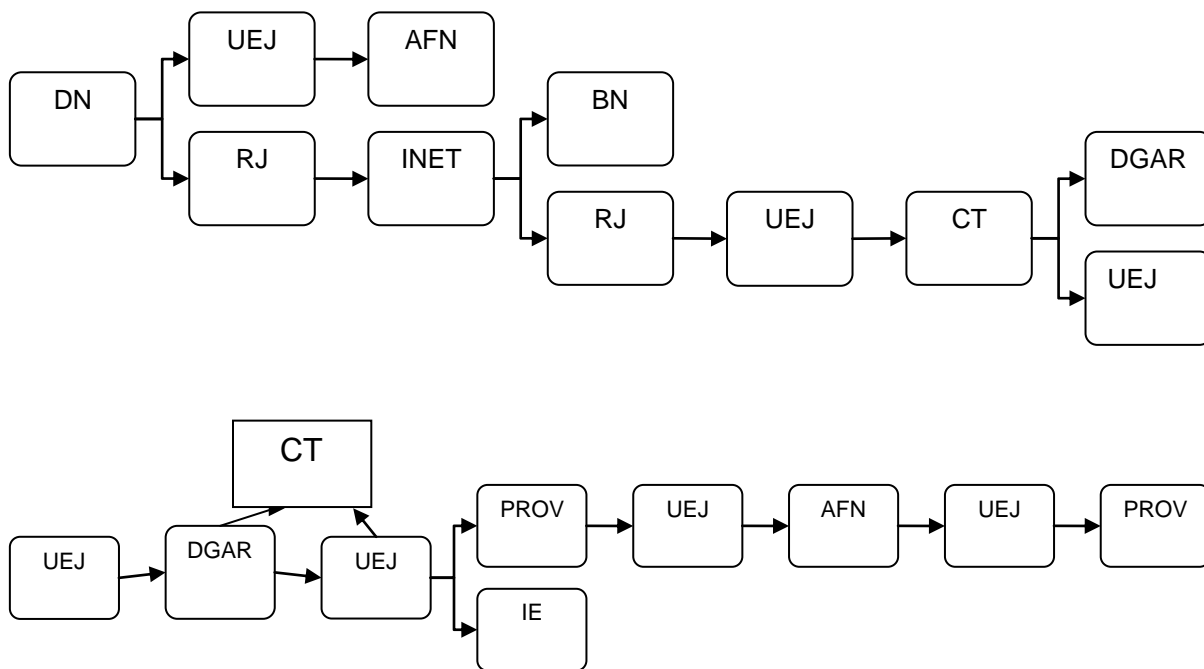 UEJ
AFN
DN
BN
RJ
INET
DGAR
RJ
UEJ
CT
UEJ
CT
PROV
UEJ
AFN
UEJ
PROV
UEJ
DGAR
UEJ
IE